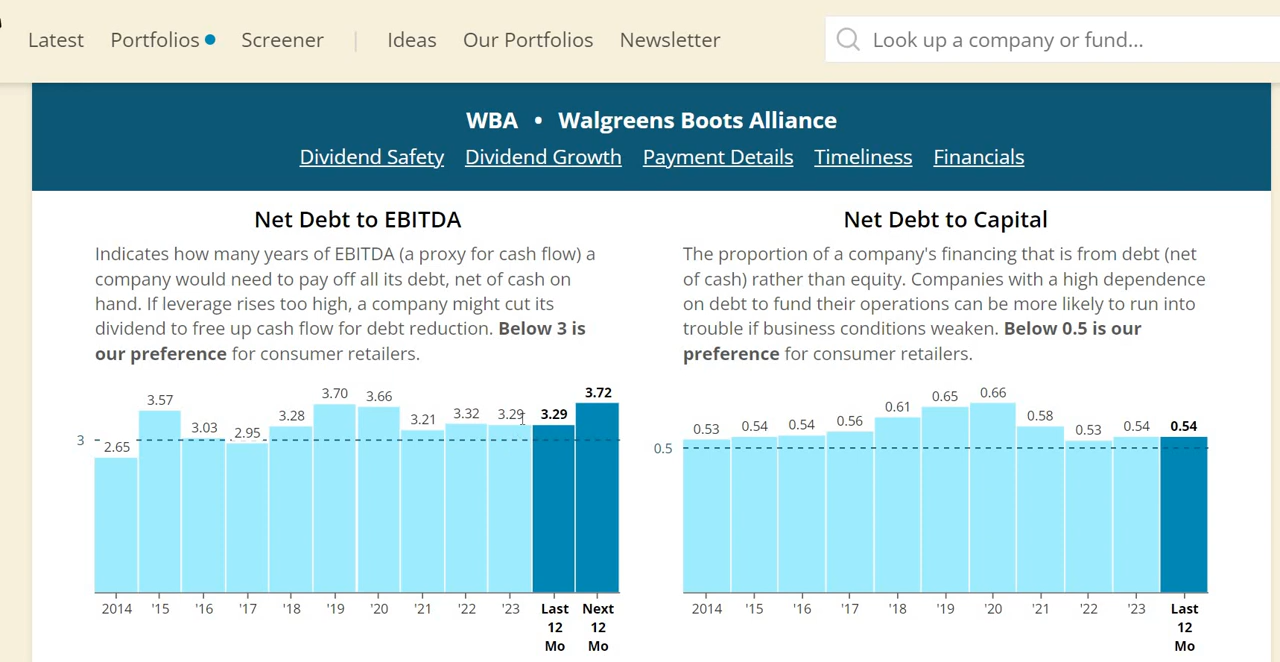 Latest Portfolios Screener | Ideas Our Portfolios Newsletter Look up a company or fund...
WBA • Walgreens Boots Alliance
Dividend Safety Dividend Growth Payment Details Timeliness Financials
Net Debt to EBITDA
Indicates how many years of EBITDA (a proxy for cash flow) a
company would need to pay off all its debt, net of cash on
hand. If leverage rises too high, a company might cut its
dividend to free up cash flow for debt reduction. Below 3 is
our preference for consumer retailers.
3
2.65 3.57 3.03 2.95 3.28 3.70 3.66 3.21 3.32 3.29 3.29 3.72
2014 '15 '16 '17 '18 '19 '20 '21 '22 '23 Last Next
12 12
Mo Mo
Net Debt to Capital
The proportion of a company's financing that is from debt (net
of cash) rather than equity. Companies with a high dependence
on debt to fund their operations can be more likely to run into
trouble if business conditions weaken. Below 0.5 is our
preference for consumer retailers.
0.5
0.53 0.54 0.54 0.56 0.61 0.65 0.66 0.58 0.53 0.54 0.54
2014 '15 '16 '17 '18 '19 '20 '21 '22 '23 Last
12
Mo